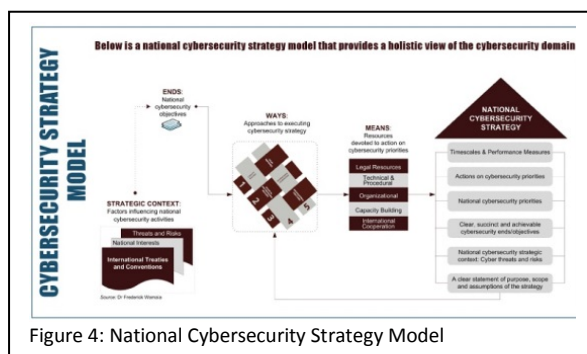 CYBERSECURITY STRATEGY
MODEL
Below is a national cybersecurity strategy model that provides a holistic view of the cybersecurity domain
ENDS:
National
cybersecurity
objectives
STRATEGIC CONTEXT:
Factors influencing national
cybersecurity activities
Threats and Risks
National Interests
International Treaties
and Conventions
Source: Dr Frederick Wamala
WAYS:
Approaches to executing
cybersecurity strategy
1
2
3
4
5
MEANS:
Resources
devoted to action on
cybersecurity priorities
Legal Resources
Technical &
Procedural
Organizational
Capacity Building
International
Cooperation
NATIONAL
CYBERSECURITY
STRATEGY
Timescales & Performance Measures
Actions on cybersecurity priorities
National cybersecurity priorities
Clear, succinct and achievable
cybersecurity ends/objectives
National cybersecurity strategic
context: Cyber threats and risks
A clear statement of purpose, scope
and assumptions of the strategy
Figure 4: National Cybersecurity Strategy Model